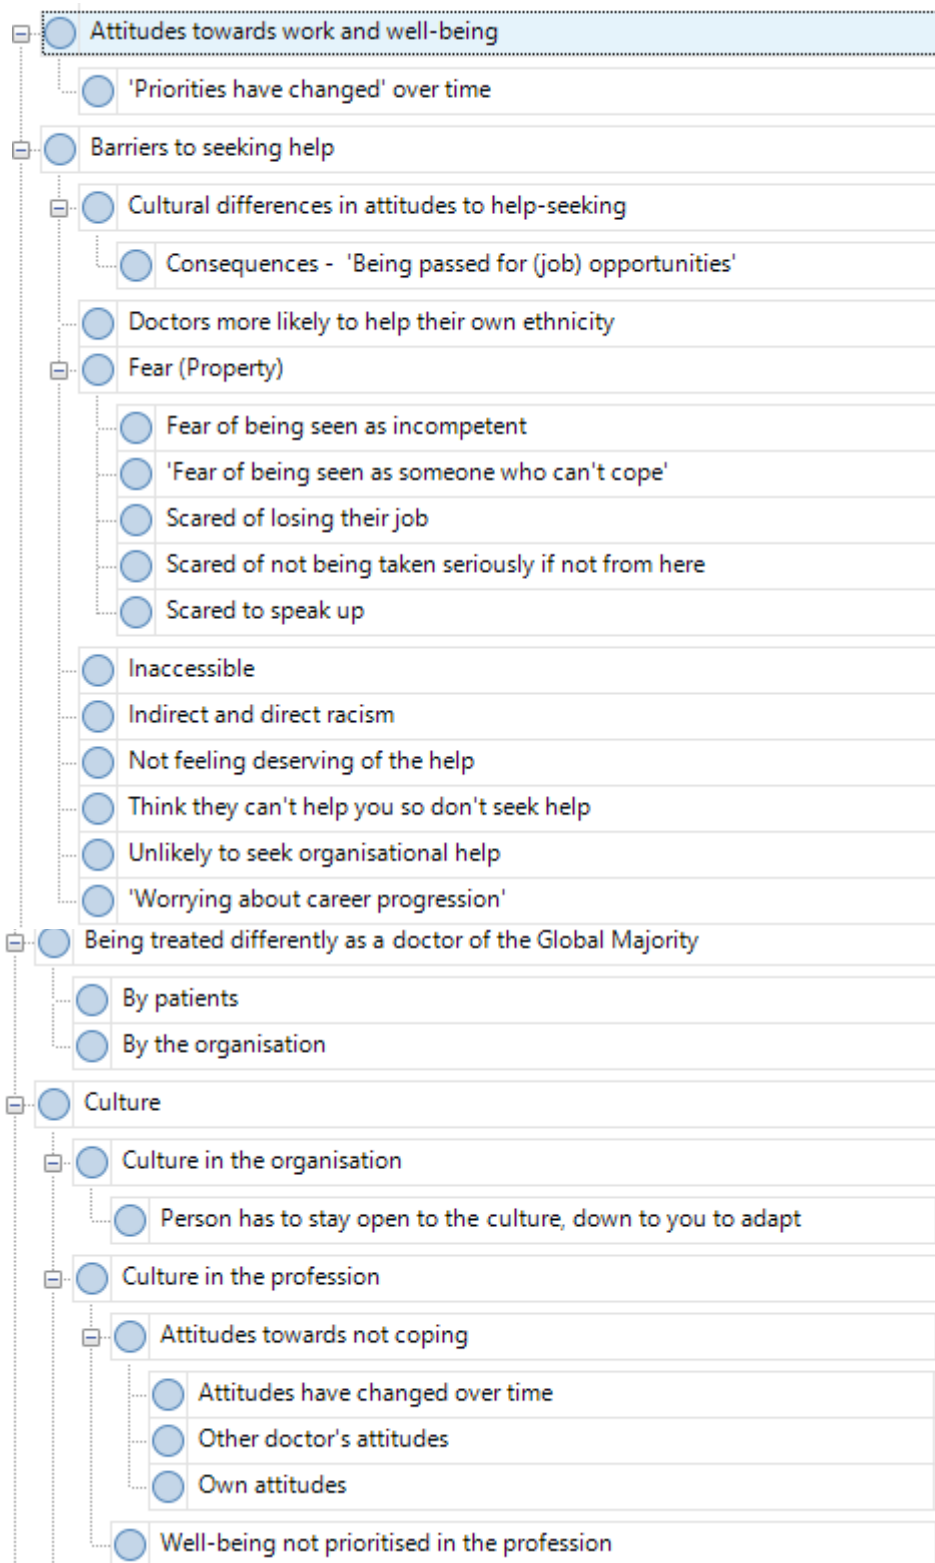 Attitudes towards work and well-being
'Priorities have changed' over time
Barriers to seeking help
Cultural differences in attitudes to help-seeking
Consequences -  'Being passed for (job) opportunities'
Doctors more likely to help their own ethnicity
Fear (Property)
Fear of being seen as incompetent
'Fear of being seen as someone who can't cope'
Scared of losing their job
Scared of not being taken seriously if not from here
Scared to speak up
Inaccessible
Indirect and direct racism
Not feeling deserving of the help
Think they can't help you so don't seek help
Unlikely to seek organisational help
'Worrying about career progression'
Being treated differently as a doctor of the Global Majority
By patients
By the organisation
Culture
Culture in the organisation
Person has to stay open to the culture, down to you to adapt
Culture in the profession
Attitudes towards not coping
Attitudes have changed over time
Other doctor's attitudes
Own attitudes
Well-being not prioritised in the profession